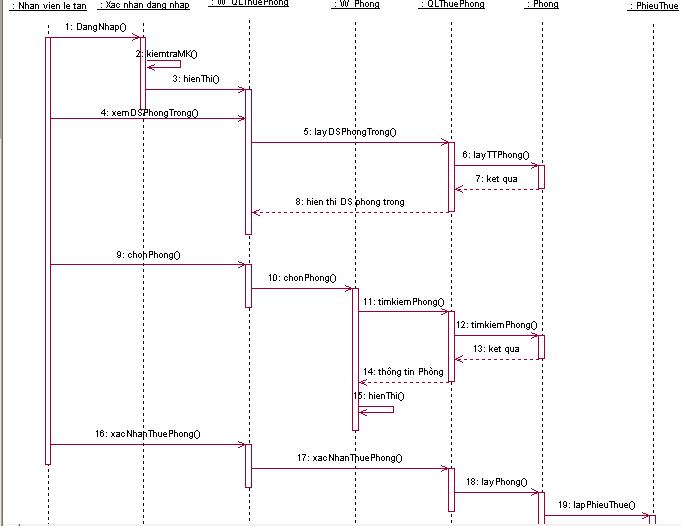 : Nhan vien le tan
: Xac nhan dang nhap
: W_QLThuePhong
: W_Phong
: QLThuePhong
: Phong
: PhieuThue
1: DangNhap()
2: kiemtraMK()
3: hienThi()
4: xemDSPhongTrong()
5: layDSPhongTrong()
6: layTTPhong()
7: ket qua
8: hien thi DS phong trong
9: chonPhong()
10: chonPhong()
11: timkiemPhong()
12: timkiemPhong()
13: ket qua
14: thông tin Phòng
15: hienThi()
16: xacNhanThuePhong()
17: xacNhanThuePhong()
18: layPhong()
19: lapPhieuThue()